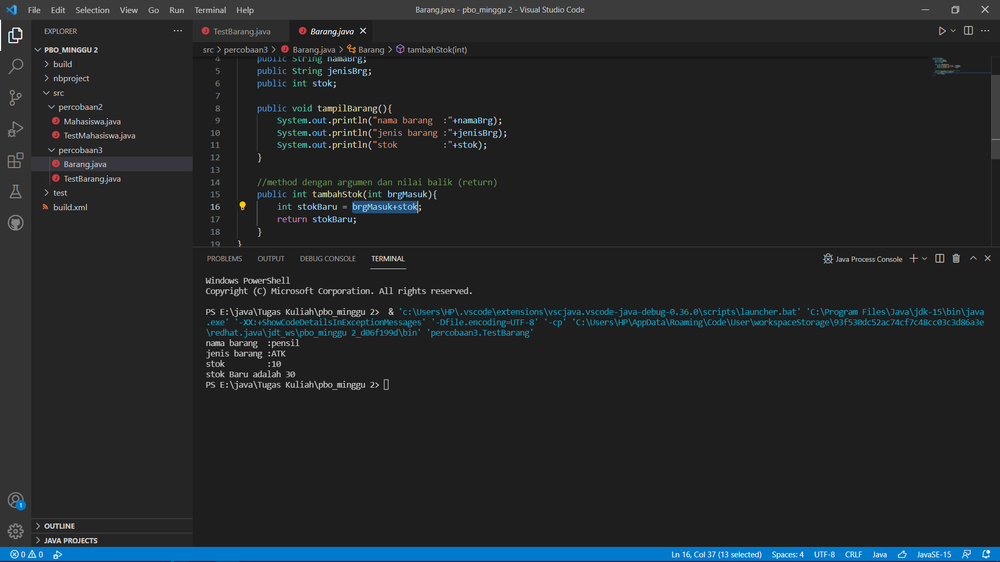 File Edit Selection View Go Run Terminal Help
Barang.java - pbo_minggu 2 - Visual Studio Code
EXPLORER
PBO_MINGGU 2
build
nbproject
src
percobaan2
Mahasiswa.java
TestMahasiswa.java
percobaan3
Barang.java
TestBarang.java
test
build.xml
OUTLINE
JAVA PROJECTS
TestBarang.java
Barang.java
src > percobaan3 > Barang.java > Barang > tambahStok(int)
4 public String namaBrg;
5 public String jenisBrg;
6 public int stok;
7
8 public void tampilBarang(){
9 System.out.println("nama barang  :"+namaBrg);
10 System.out.println("jenis barang :"+jenisBrg);
11 System.out.println("stok         :"+stok);
12 }
13
14 //method dengan argumen dan nilai balik (return)
15 public int tambahStok(int brgMasuk){
16 int stokBaru = brgMasuk+stok;
17 return stokBaru;
18 }
19 }
PROBLEMS OUTPUT DEBUG CONSOLE TERMINAL
Java Process Console
Windows PowerShell
Copyright (C) Microsoft Corporation. All rights reserved.
PS E:\java\Tugas Kuliah\pbo_minggu 2>  & 'c:\Users\HP\.vscode\extensions\vscjava.vscode-java-debug-0.36.0\scripts\launcher.bat' 'C:\Program Files\Java\jdk-15\bin\java
.exe' '-XX:+ShowCodeDetailsInExceptionMessages' '-Dfile.encoding=UTF-8' '-cp' 'C:\Users\HP\AppData\Roaming\Code\User\workspaceStorage\93f530dc52ac74cf7c48cc03c3d86a3e
\redhat.java\jdt_ws\pbo_minggu 2_d06f199d\bin' 'percobaan3.TestBarang'
nama barang  :pensil
jenis barang :ATK
stok         :10
stok Baru adalah 30
PS E:\java\Tugas Kuliah\pbo_minggu 2>
1
0 0
Ln 16, Col 37 (13 selected) Spaces: 4 UTF-8 CRLF Java JavaSE-15